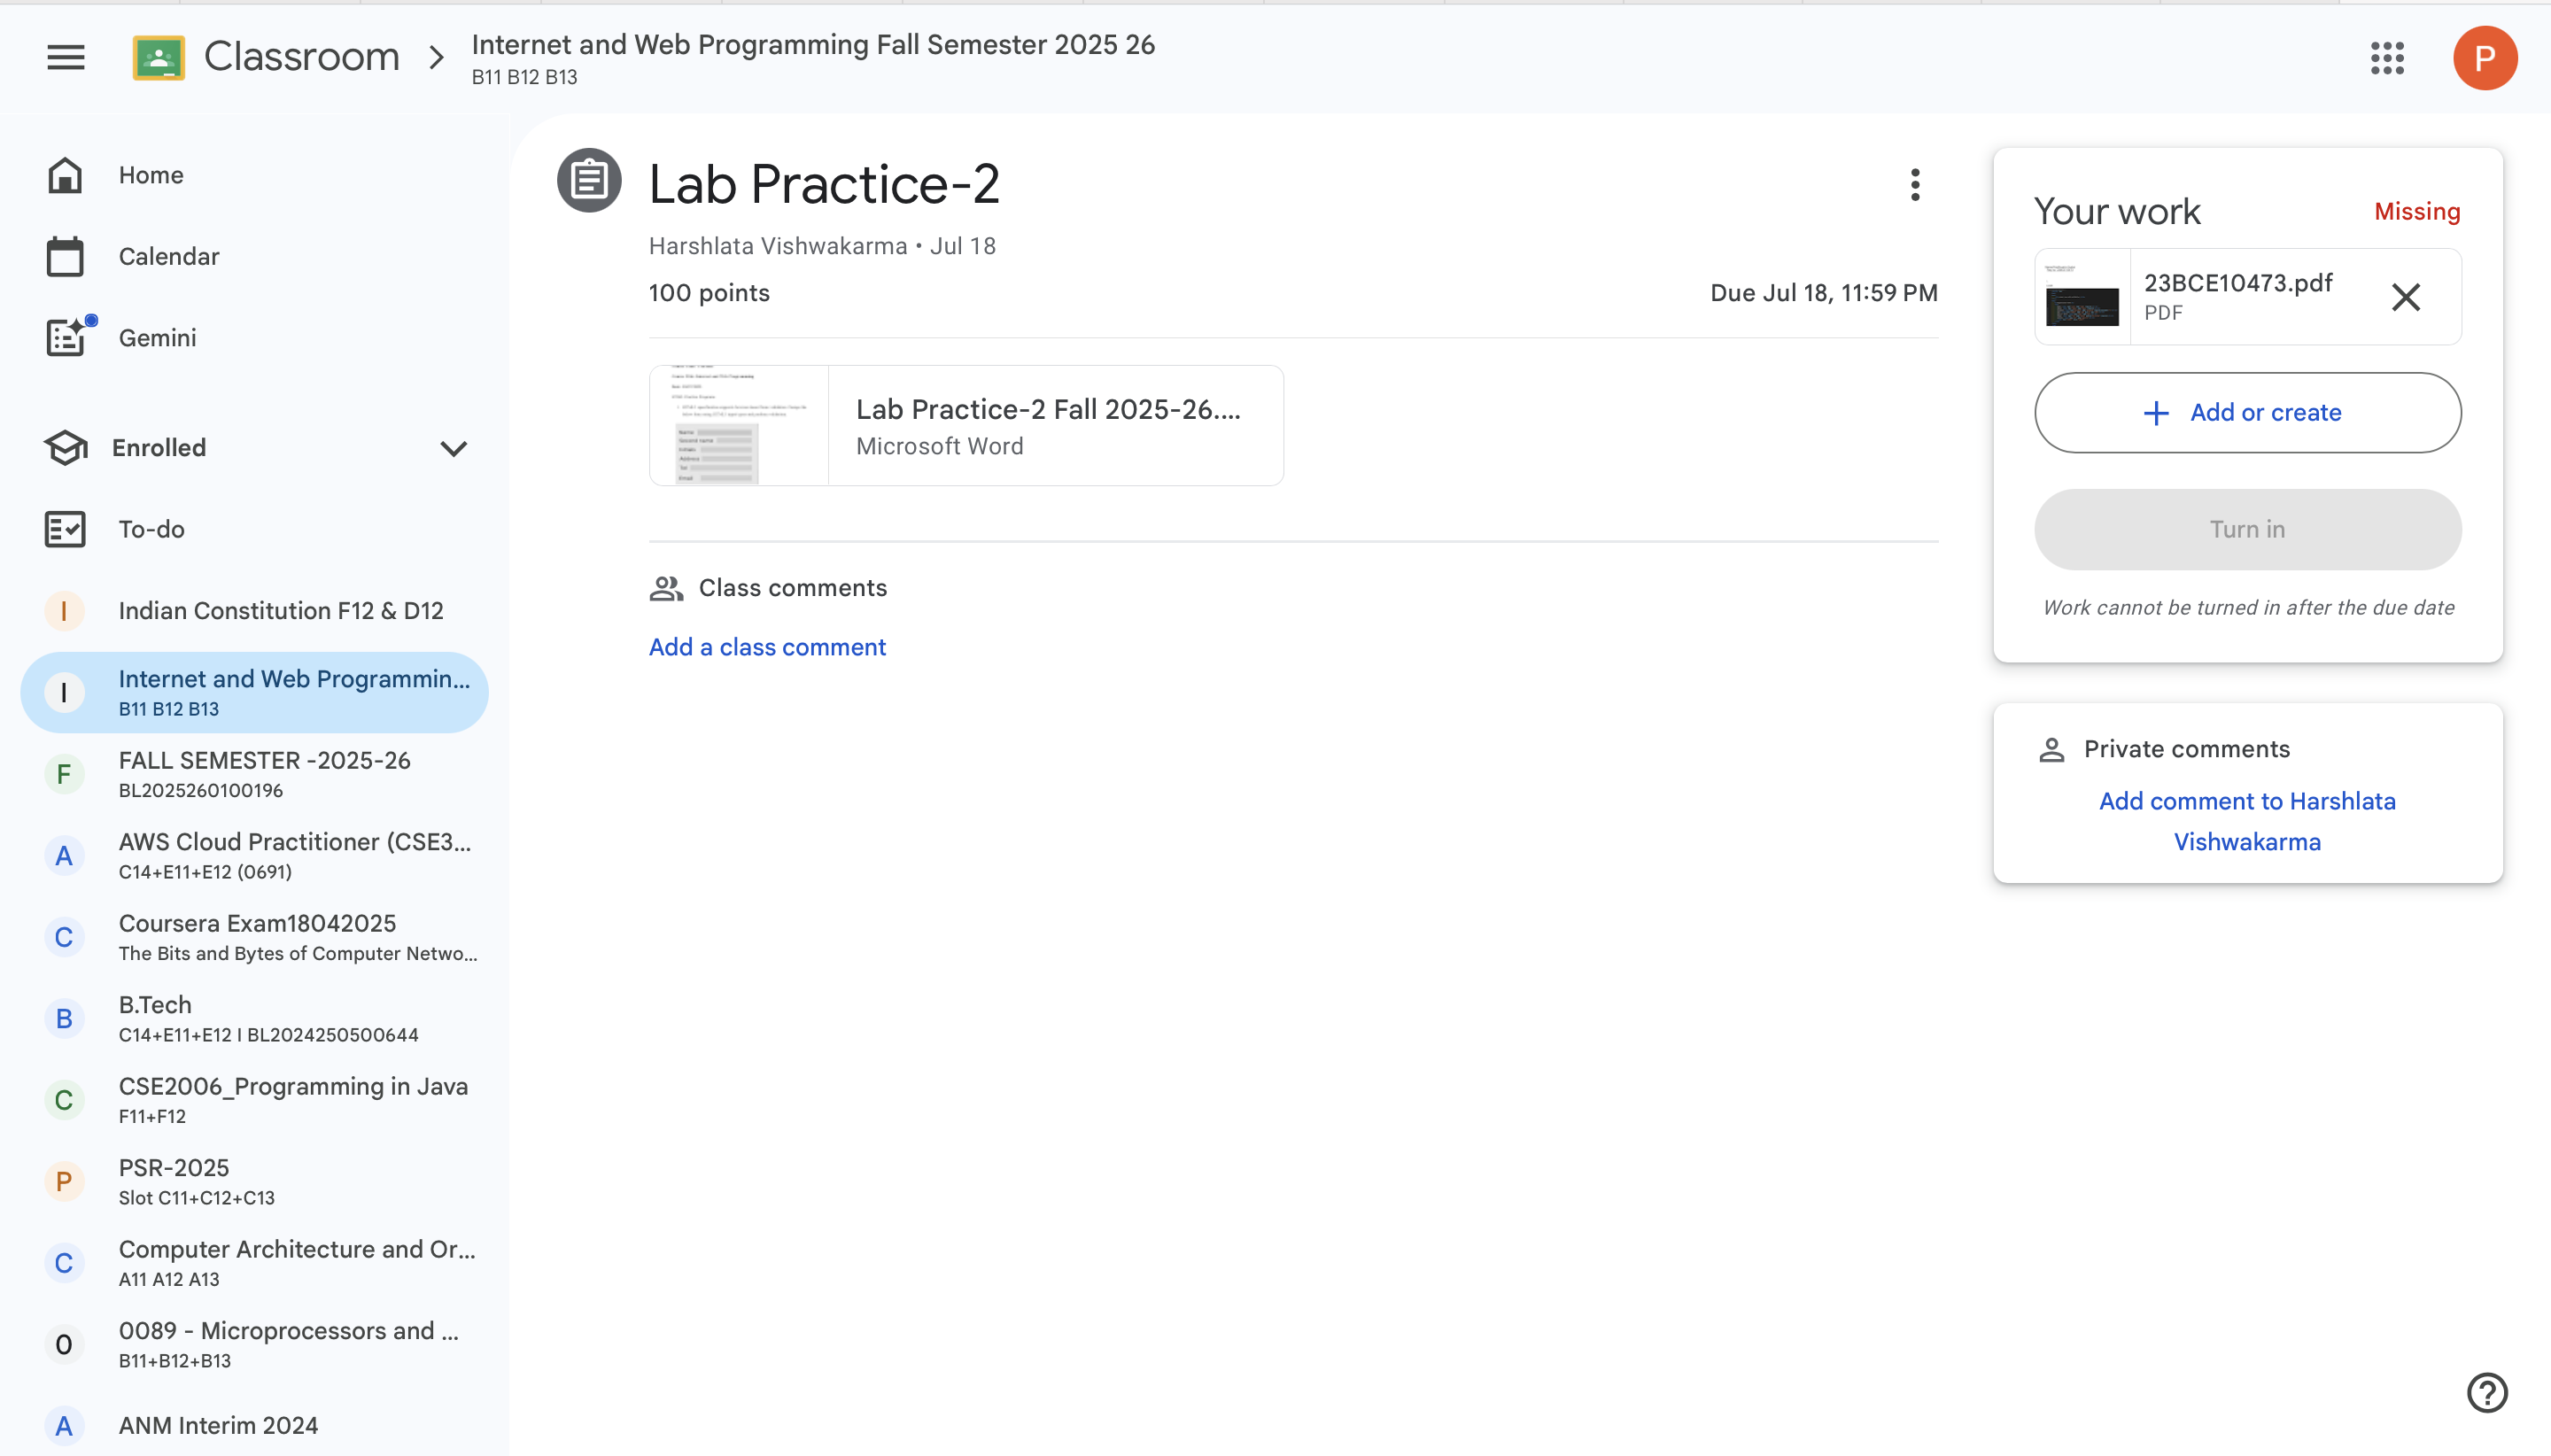 Classroom
Internet and Web Programming Fall Semester 2025 26
B11 B12 B13
P
Home
Calendar
Gemini
Enrolled
To-do
I
Indian Constitution F12 & D12
I
Internet and Web Programmin...
B11 B12 B13
F
FALL SEMESTER -2025-26
BL2025260100196
A
AWS Cloud Practitioner (CSE3...
C14+E11+E12 (0691)
C
Coursera Exam18042025
The Bits and Bytes of Computer Netwo...
B
B.Tech
C14+E11+E12 I BL2024250500644
C
CSE2006_Programming in Java
F11+F12
P
PSR-2025
Slot C11+C12+C13
C
Computer Architecture and Or...
A11 A12 A13
0
0089 - Microprocessors and ...
B11+B12+B13
A
ANM Interim 2024
Lab Practice-2
Harshlata Vishwakarma • Jul 18
100 points
Due Jul 18, 11:59 PM
Name
Second name
Address
Tel
Email
Lab Practice-2 Fall 2025-26....
Microsoft Word
Class comments
Add a class comment
Your work
Missing
23BCE10473.pdf
PDF
+ Add or create
Turn in
Work cannot be turned in after the due date
Private comments
Add comment to Harshlata
Vishwakarma